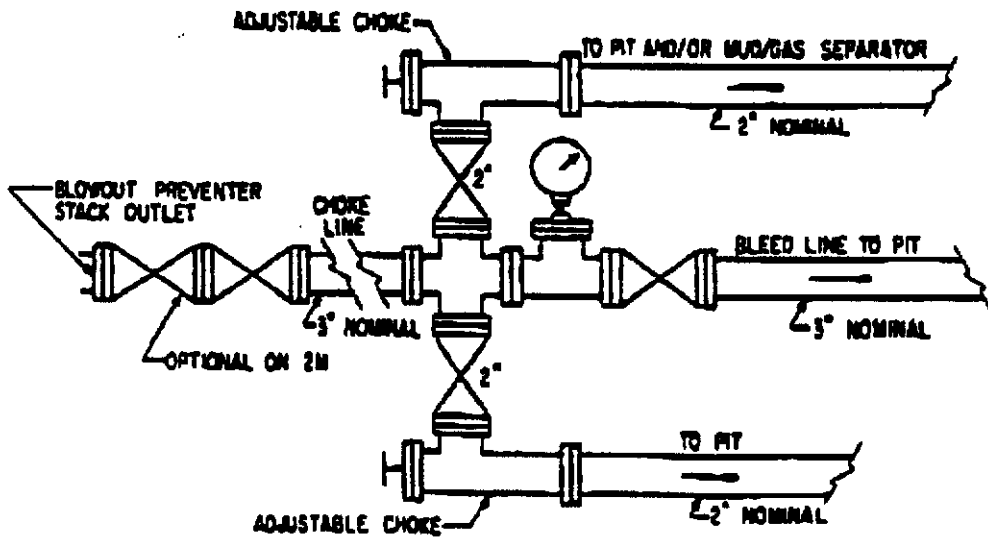 ADJUSTABLE CHOKE
TO PIT AND/OR MUD/GAS SEPARATOR
2" NOMINAL
2"
BLOWOUT PREVENTER
STACK OUTLET
CHOKE
LINE
BLEED LINE TO PIT
3" NOMINAL
3" NOMINAL
OPTIONAL ON 2M
2"
TO PIT
2" NOMINAL
ADJUSTABLE CHOKE